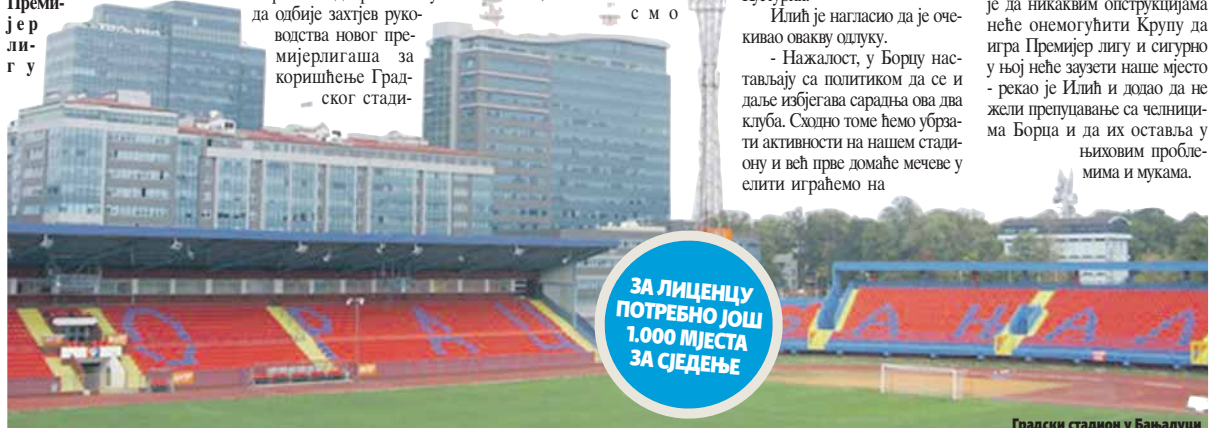 Преми-
јер
ли-
гу
да одбије захтјев руко-
водства новог пре-
мијерлигаша за
коришћење Град-
ског стади-
смо
Илић је нагласио да је оче-
кивао овакву одлуку.
- Нажалост, у Борцу нас-
тављају са политиком да се и
даље избјегава сарадња ова два
клуба. Сходно томе ћемо убрза-
ти активности на нашем стади-
ону и већ прве домаће мечеве у
елити играћемо на
је да никаквим опструкцијама
неће онемогућити Крупу да
игра Премијер лигу и сигурно
у њој неће заузети наше мјесто
- рекао је Илић и додао да не
жели препуцавање са челници-
ма Борца и да их оставља у
њиховим пробле-
мима и мукама.
ЗА ЛИЦЕНЦУ
ПОТРЕБНО ЈОШ
1.000 МЈЕСТА
ЗА СЈЕДЕЊЕ
Градски стадион у Бањалуци